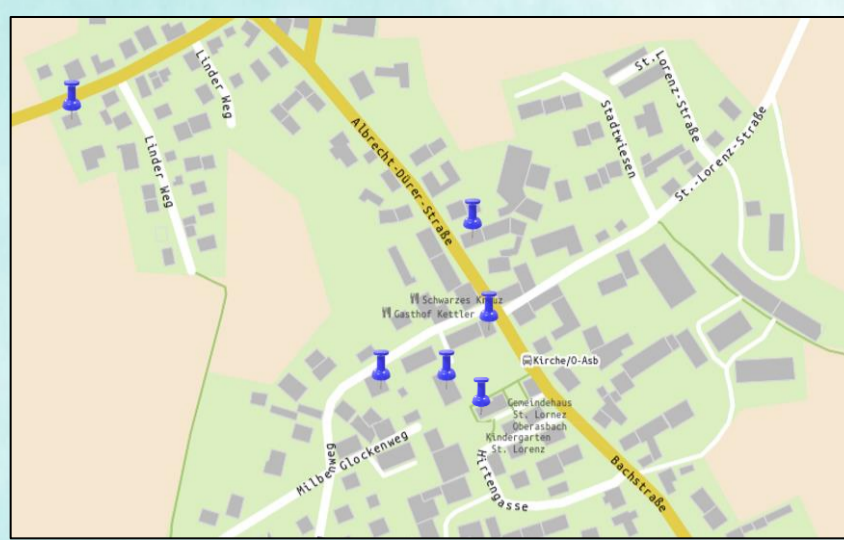 Linder Weg
Linder Weg
Albrecht-Dürer-Straße
St.-Lorenz-Straße
Stadtwiesen
St.-Lorenz-Straße
Schwarzes Kreuz
Gasthof Kettler
Kirche/O-Asb
Gemeindehaus
St. Lornez
Oberasbach
Kindergarten
St. Lorenz
Milbenweg
Glockenweg
Hirtengasse
Bachstraße